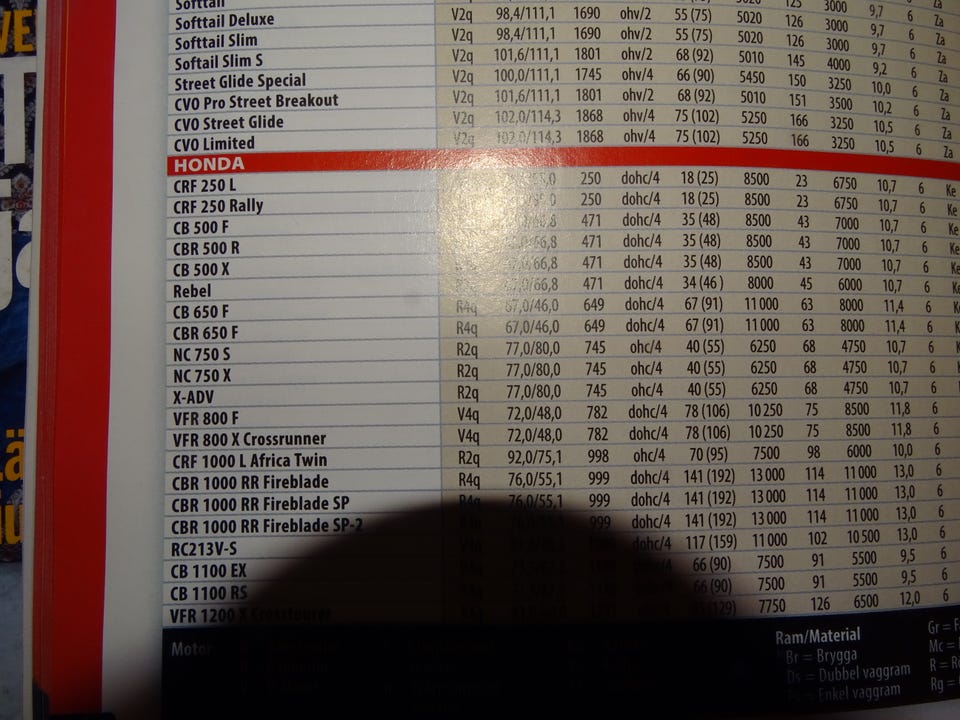 Softtail
Softtail Deluxe V2q 98,4/111,1 1690 ohv/2 55 (75) 5020 126 3000 9,7 6 Za
Softtail Slim V2q 98,4/111,1 1690 ohv/2 55 (75) 5020 126 3000 9,7 6 Za
Softail Slim S V2q 101,6/111,1 1801 ohv/2 68 (92) 5010 145 4000 9,2 6 Za
Street Glide Special V2q 100,0/111,1 1745 ohv/4 66 (90) 5450 150 3250 10,0 6 Za
CVO Pro Street Breakout V2q 101,6/111,1 1801 ohv/2 68 (92) 5010 151 3500 10,2 6 Za
CVO Street Glide V2q 102,0/114,3 1868 ohv/4 75 (102) 5250 166 3250 10,5 6 Za
CVO Limited V2q 102,0/114,3 1868 ohv/4 75 (102) 5250 166 3250 10,5 6 Za
HONDA
CRF 250 L 250 dohc/4 18 (25) 8500 23 6750 10,7 6 Ke
CRF 250 Rally 250 dohc/4 18 (25) 8500 23 6750 10,7 6 Ke
CB 500 F 471 dohc/4 35 (48) 8500 43 7000 10,7 6 Ke
CBR 500 R 471 dohc/4 35 (48) 8500 43 7000 10,7 6 Ke
CB 500 X 471 dohc/4 35 (48) 8500 43 7000 10,7 6 Ke
Rebel 471 dohc/4 34 (46 ) 8000 45 6000 10,7 6
CB 650 F R4q 67,0/46,0 649 dohc/4 67 (91) 11 000 63 8000 11,4 6
CBR 650 F R4q 67,0/46,0 649 dohc/4 67 (91) 11 000 63 8000 11,4 6
NC 750 S R2q 77,0/80,0 745 ohc/4 40 (55) 6250 68 4750 10,7 6
NC 750 X R2q 77,0/80,0 745 ohc/4 40 (55) 6250 68 4750 10,7 6
X-ADV R2q 77,0/80,0 745 ohc/4 40 (55) 6250 68 4750 10,7 6
VFR 800 F V4q 72,0/48,0 782 dohc/4 78 (106) 10 250 75 8500 11,8 6
VFR 800 X Crossrunner V4q 72,0/48,0 782 dohc/4 78 (106) 10 250 75 8500 11,8 6
CRF 1000 L Africa Twin R2q 92,0/75,1 998 ohc/4 70 (95) 7500 98 6000 10,0 6
CBR 1000 RR Fireblade R4q 76,0/55,1 999 dohc/4 141 (192) 13 000 114 11 000 13,0 6
CBR 1000 RR Fireblade SP R4q 76,0/55,1 999 dohc/4 141 (192) 13 000 114 11 000 13,0 6
CBR 1000 RR Fireblade SP-2 999 dohc/4 141 (192) 13 000 114 11 000 13,0 6
RC213V-S dohc/4 117 (159) 11 000 102 10 500 13,0 6
CB 1100 EX 66 (90) 7500 91 5500 9,5 6
CB 1100 RS 66 (90) 7500 91 5500 9,5 6
VFR 1200 X Crosstourer (129) 7750 126 6500 12,0 6
Motor
Ram/Material
Br = Brygga
Ds = Dubbel vaggram
= Enkel vaggram
Gr =
Mc =
R =
Rg =